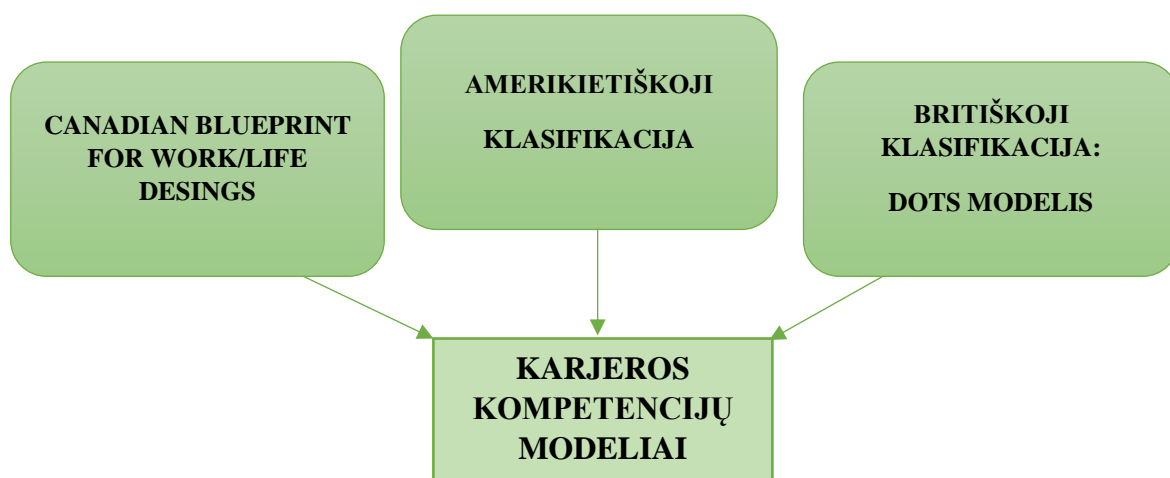 CANADIAN BLUEPRINT
FOR WORK/LIFE
DESINGS
AMERIKIETIŠKOJI
KLASIFIKACIJA
BRITIŠKOJI
KLASIFIKACIJA:
DOTS MODELIS
KARJEROS
KOMPETENCIJŲ
MODELIAI